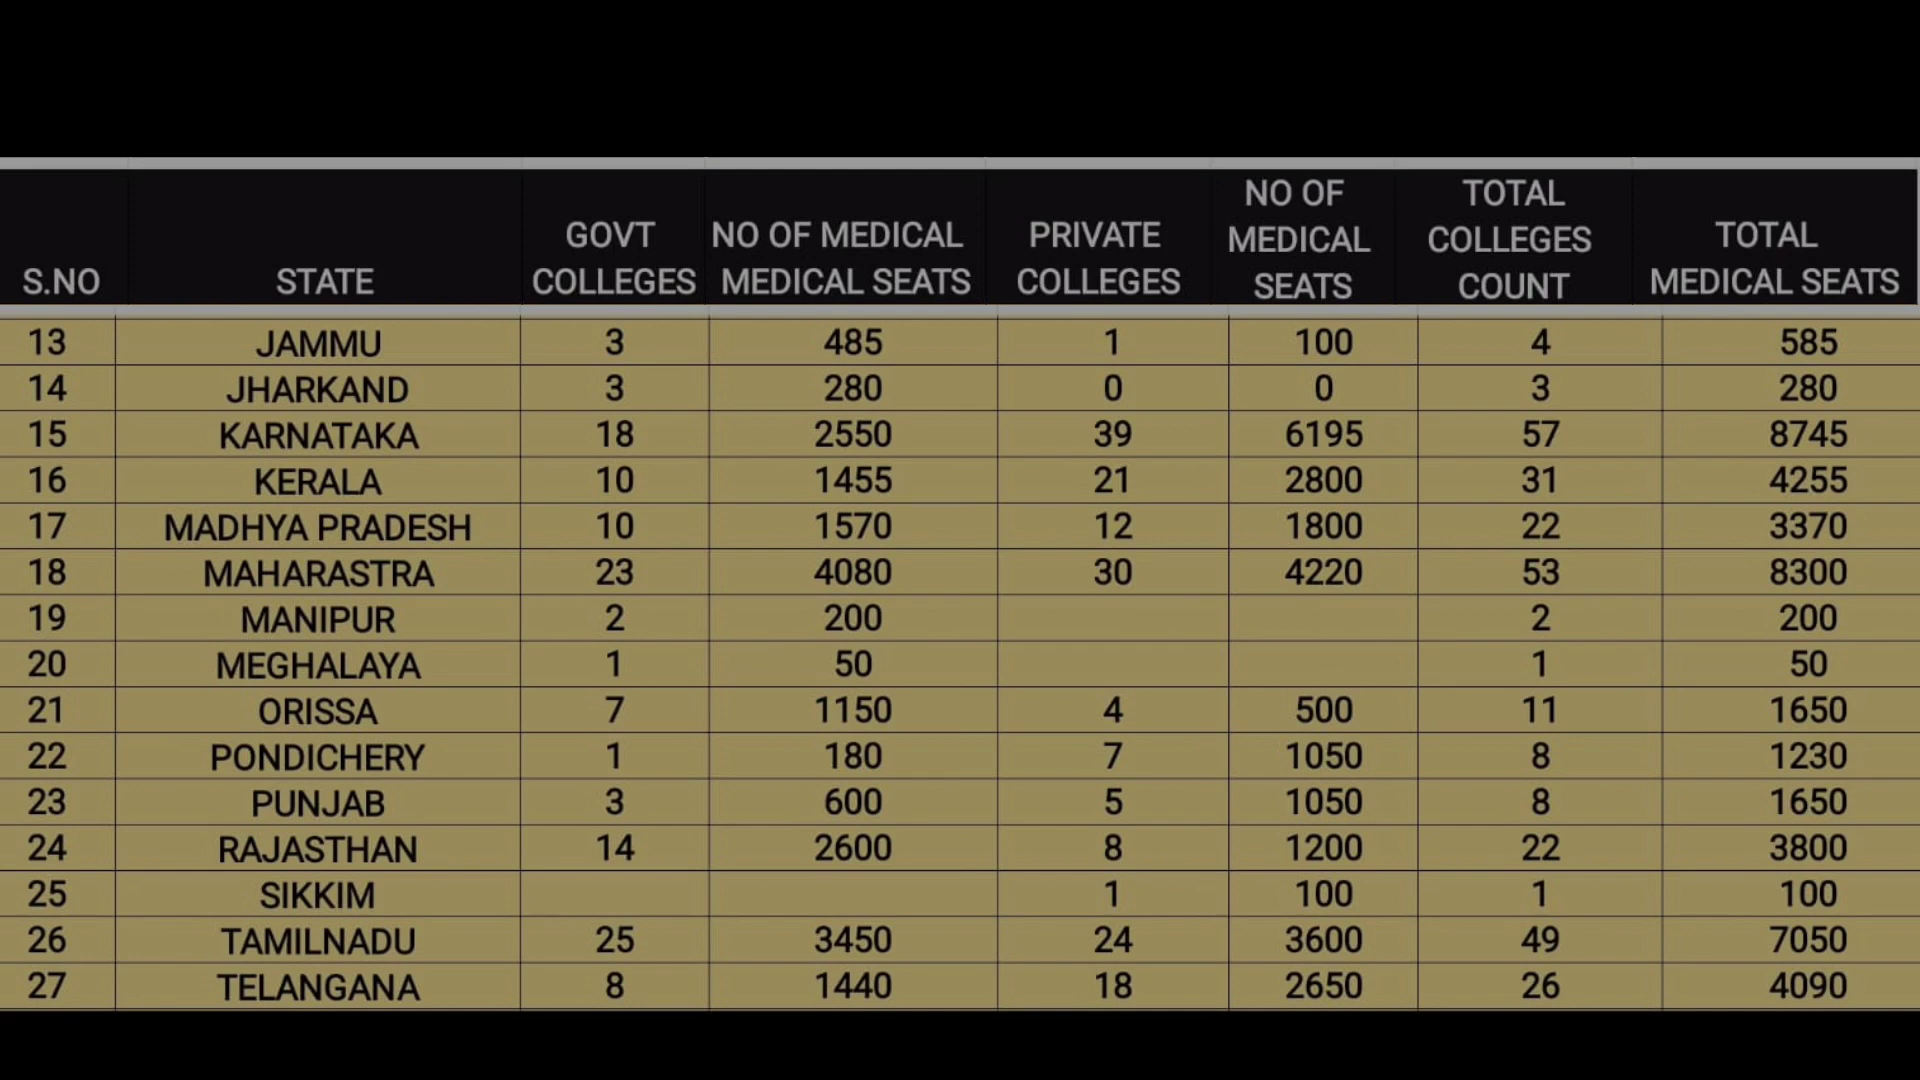 S.NO STATE GOVT COLLEGES NO OF MEDICAL MEDICAL SEATS PRIVATE COLLEGES NO OF MEDICAL SEATS TOTAL COLLEGES COUNT TOTAL MEDICAL SEATS
13 JAMMU 3 485 1 100 4 585
14 JHARKAND 3 280 0 0 3 280
15 KARNATAKA 18 2550 39 6195 57 8745
16 KERALA 10 1455 21 2800 31 4255
17 MADHYA PRADESH 10 1570 12 1800 22 3370
18 MAHARASTRA 23 4080 30 4220 53 8300
19 MANIPUR 2 200 2 200
20 MEGHALAYA 1 50 1 50
21 ORISSA 7 1150 4 500 11 1650
22 PONDICHERY 1 180 7 1050 8 1230
23 PUNJAB 3 600 5 1050 8 1650
24 RAJASTHAN 14 2600 8 1200 22 3800
25 SIKKIM 1 100 1 100
26 TAMILNADU 25 3450 24 3600 49 7050
27 TELANGANA 8 1440 18 2650 26 4090